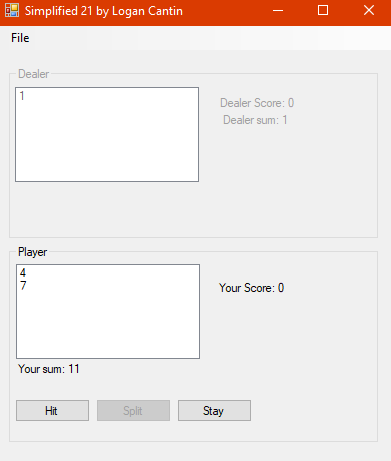 Simplified 21 by Logan Cantin
File
Dealer
1
Dealer Score: 0
Dealer sum: 1
Player
4
7
Your Score: 0
Your sum: 11
Hit
Split
Stay